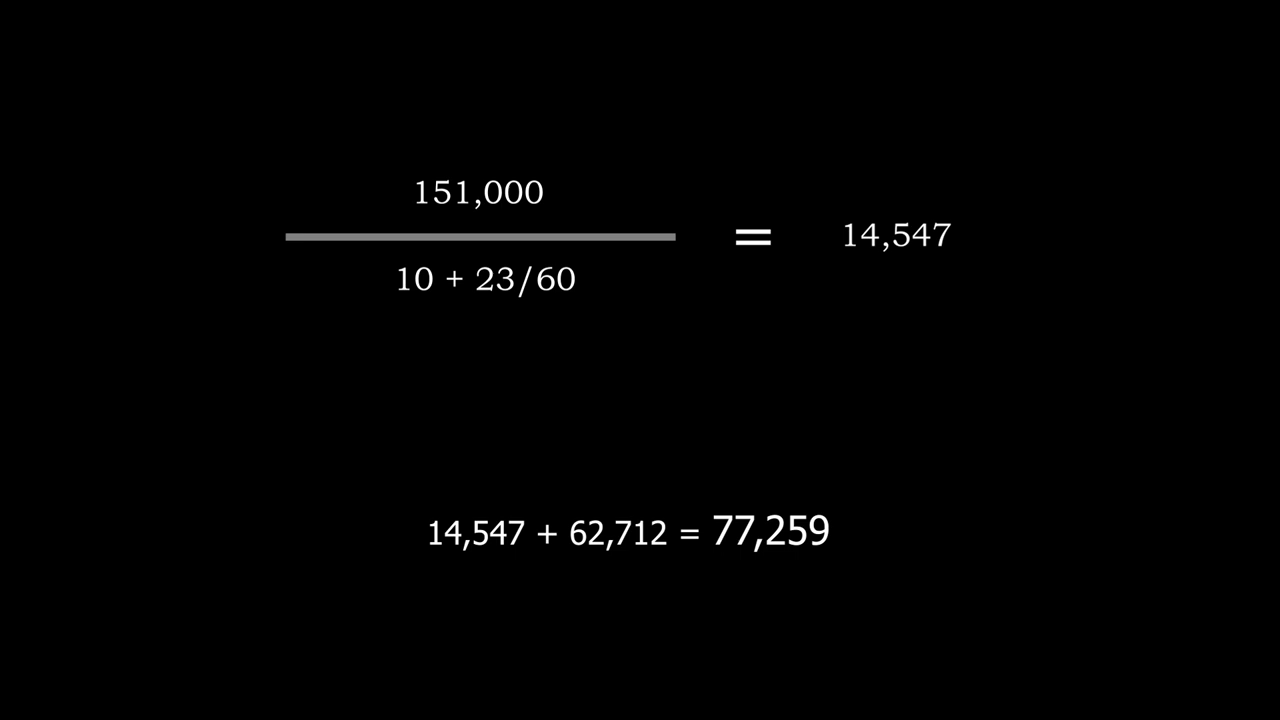 151,000
10 + 23/60
= 14,547
14,547 + 62,712 = 77,259